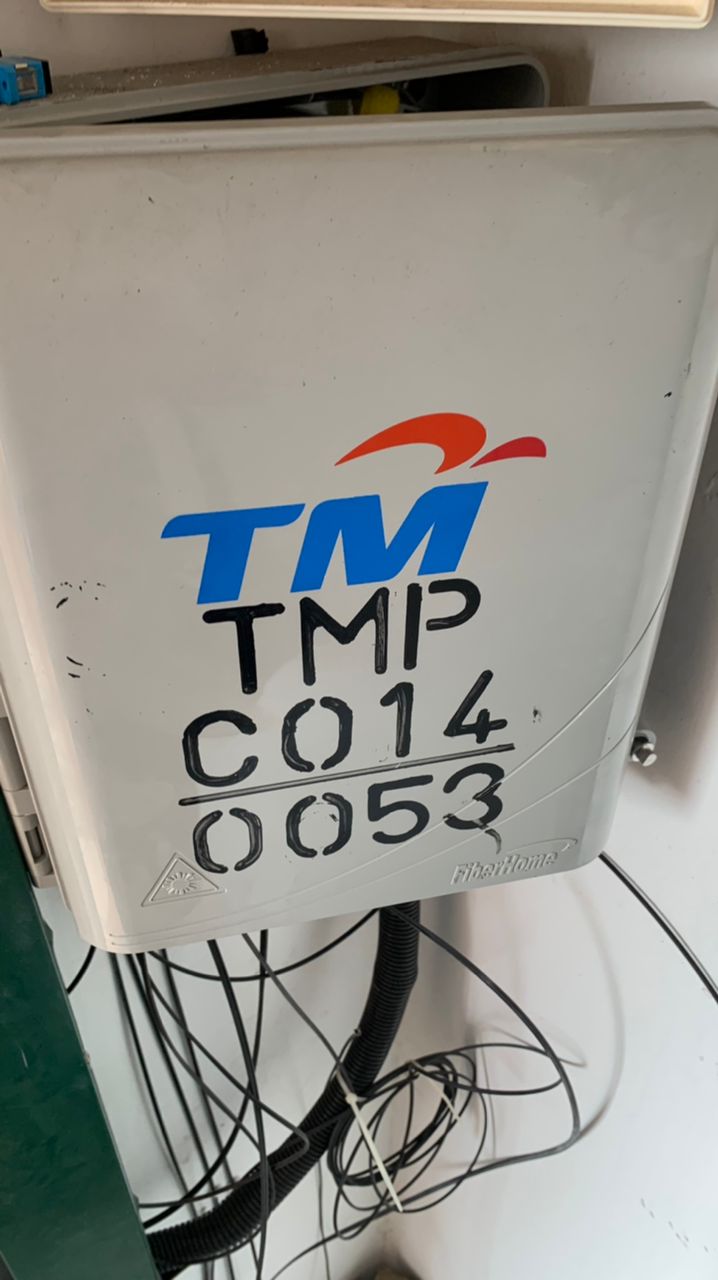 TM
TMP
C014
0053
FiberHome